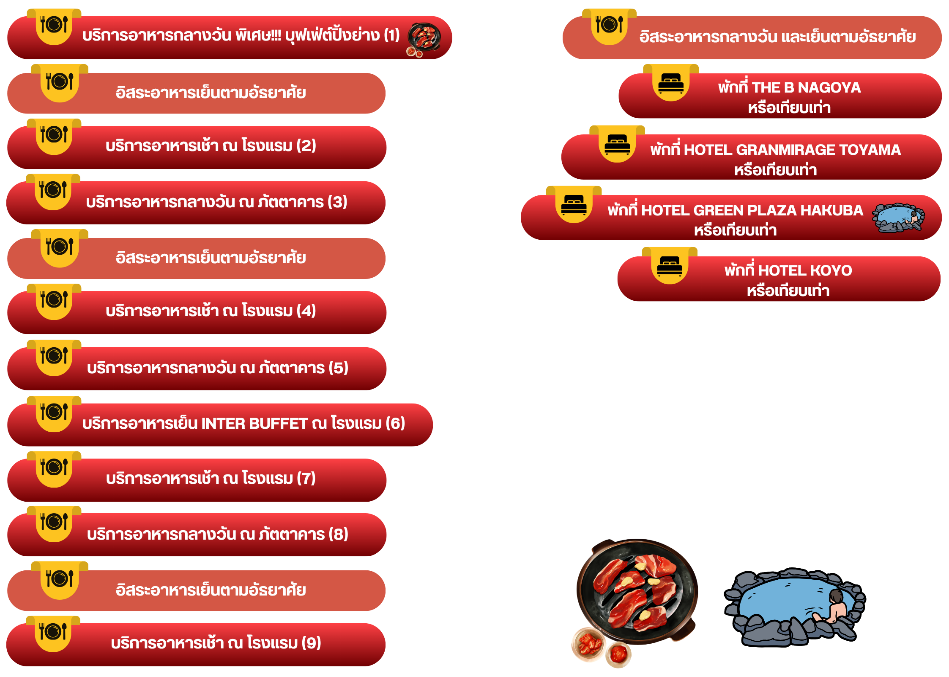 บริการอาหารกลางวัน พิเศษ!!! บุฟเฟ่ต์ปิ้งย่าง (1)
อิสระอาหารเย็นตามอัธยาศัย
บริการอาหารเช้า ณ โรงแรม (2)
บริการอาหารกลางวัน ณ ภัตตาคาร (3)
อิสระอาหารเย็นตามอัธยาศัย
บริการอาหารเช้า ณ โรงแรม (4)
บริการอาหารกลางวัน ณ ภัตตาคาร (5)
บริการอาหารเย็น INTER BUFFET ณ โรงแรม (6)
บริการอาหารเช้า ณ โรงแรม (7)
บริการอาหารกลางวัน ณ ภัตตาคาร (8)
อิสระอาหารเย็นตามอัธยาศัย
บริการอาหารเช้า ณ โรงแรม (9)
อิสระอาหารกลางวัน และเย็นตามอัธยาศัย
พักที่ THE B NAGOYA
หรือเทียบเท่า
พักที่ HOTEL GRANMIRAGE TOYAMA
หรือเทียบเท่า
พักที่ HOTEL GREEN PLAZA HAKUBA
หรือเทียบเท่า
พักที่ HOTEL KOYO
หรือเทียบเท่า